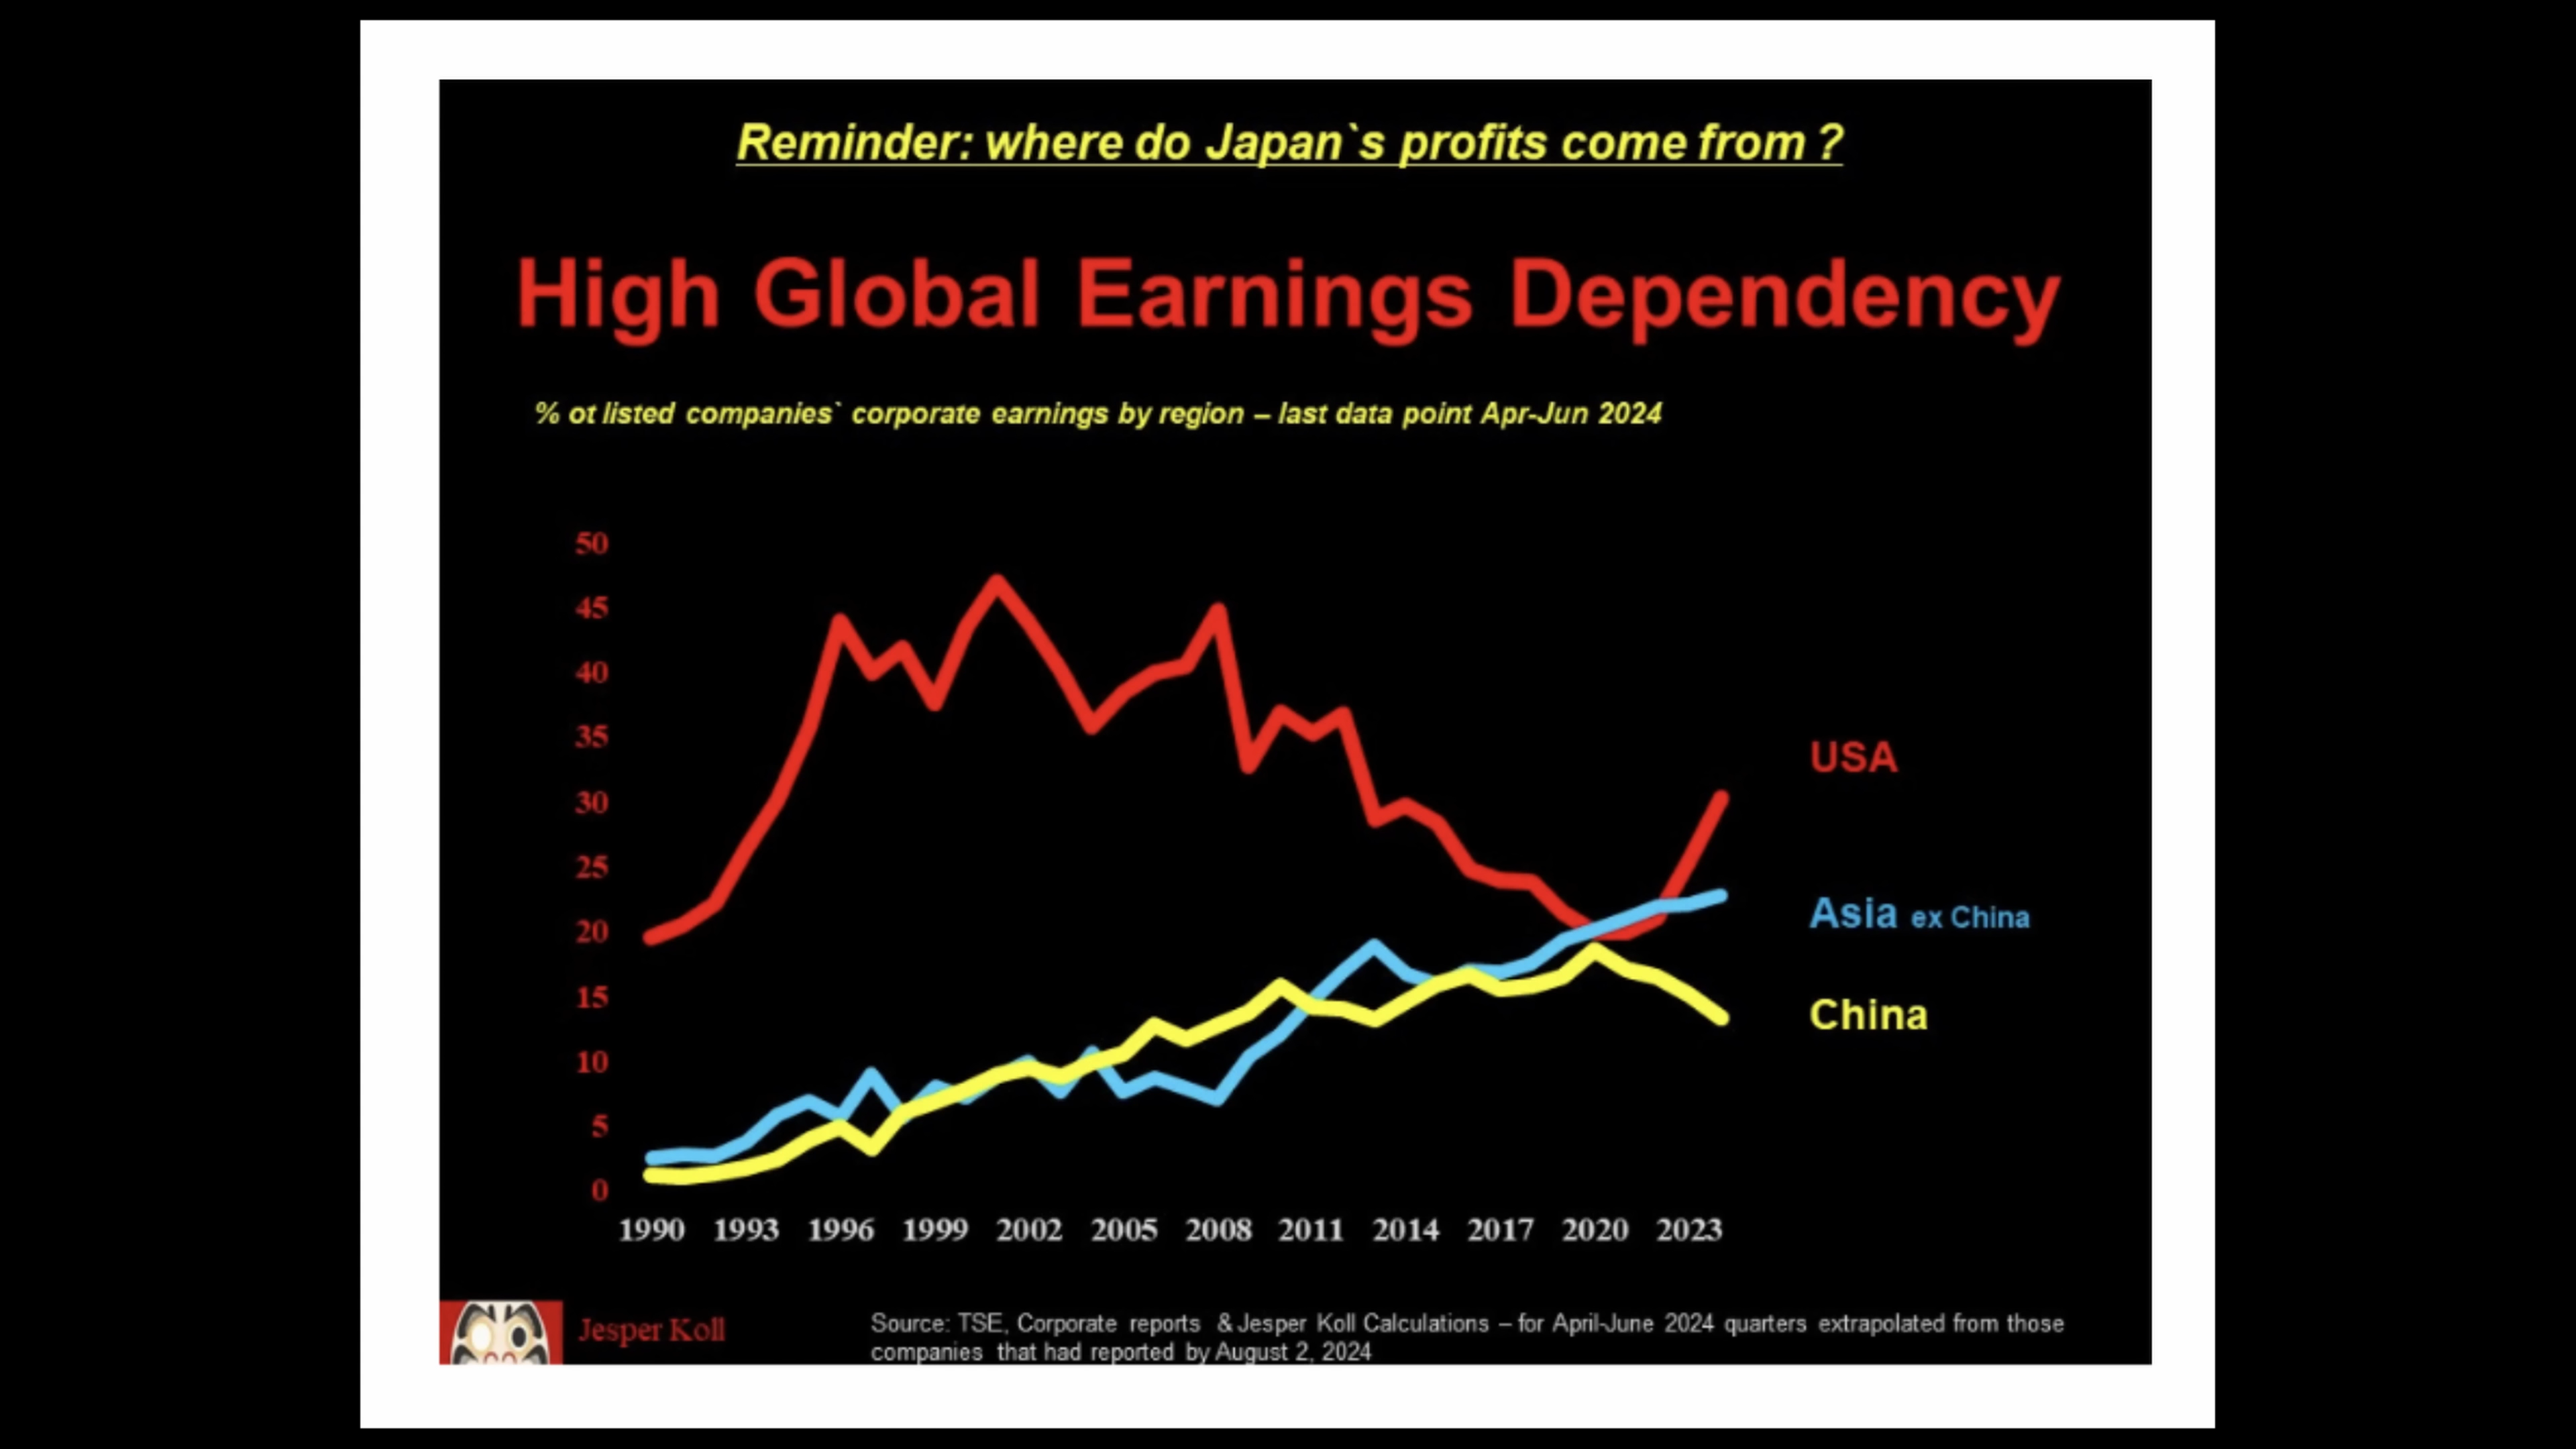 Reminder: where do Japan`s profits come from ?
High Global Earnings Dependency
% ot listed companies` corporate earnings by region – last data point Apr-Jun 2024
50
45
40
35
30
25
20
15
10
5
0
USA
Asia ex China
China
1990 1993 1996 1999 2002 2005 2008 2011 2014 2017 2020 2023
Jesper Koll
Source: TSE, Corporate reports & Jesper Koll Calculations – for April-June 2024 quarters extrapolated from those
companies that had reported by August 2, 2024